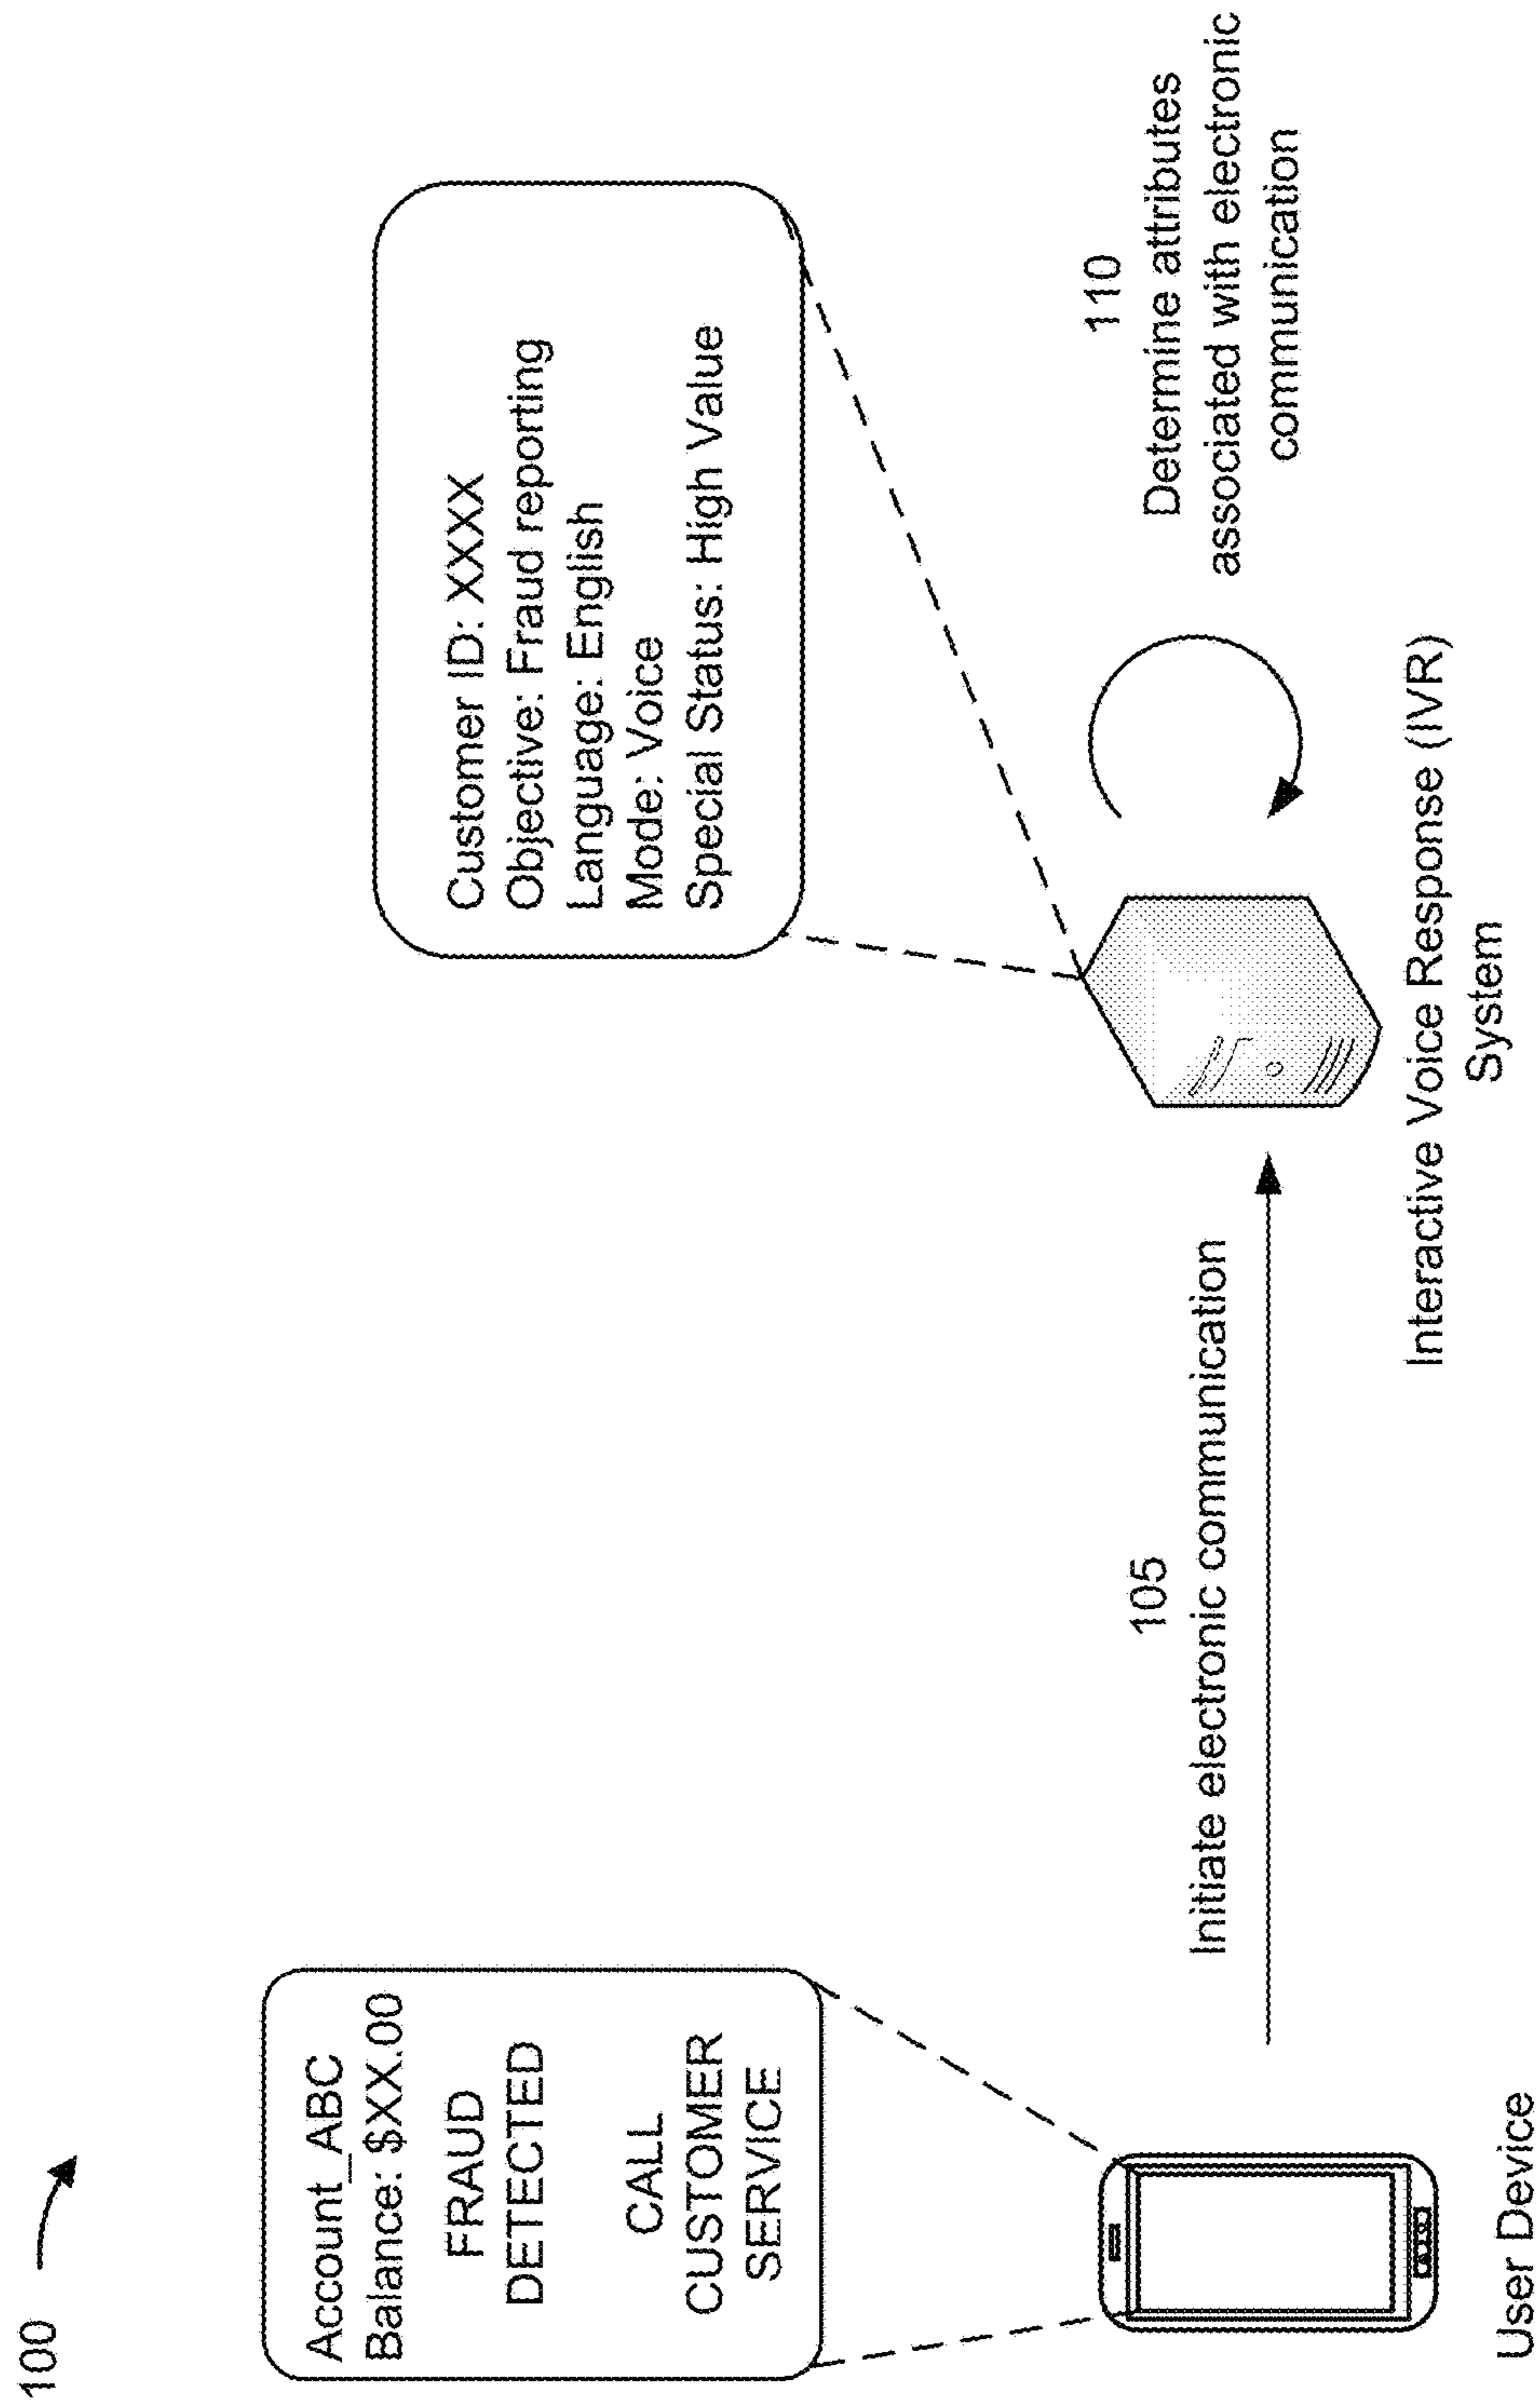 100
Account_ABC
Balance: $XX.00
FRAUD
DETECTED
CALL
CUSTOMER
SERVICE
User Device
105
Initiate electronic communication
Customer ID: XXXX
Objective: Fraud reporting
Language: English
Mode: Voice
Special Status: High Value
Interactive Voice Response (IVR)
System
110
Determine attributes
associated with electronic
communication